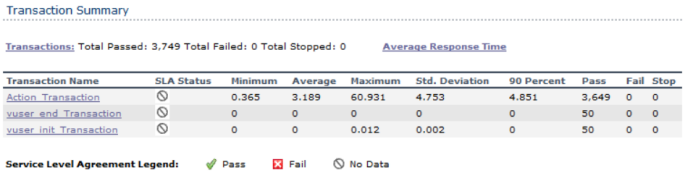 Transaction Summary
Transactions: Total Passed: 3,749 Total Failed: 0 Total Stopped: 0 Average Response Time
Transaction Name SLA Status Minimum Average Maximum Std. Deviation 90 Percent Pass Fail Stop
Action_Transaction 0.365 3.189 60.931 4.753 4.851 3,649 0 0
vuser_end_Transaction 0 0 0 0 0 50 0 0
vuser_init_Transaction 0 0 0.012 0.002 0 50 0 0
Service Level Agreement Legend: Pass Fail No Data